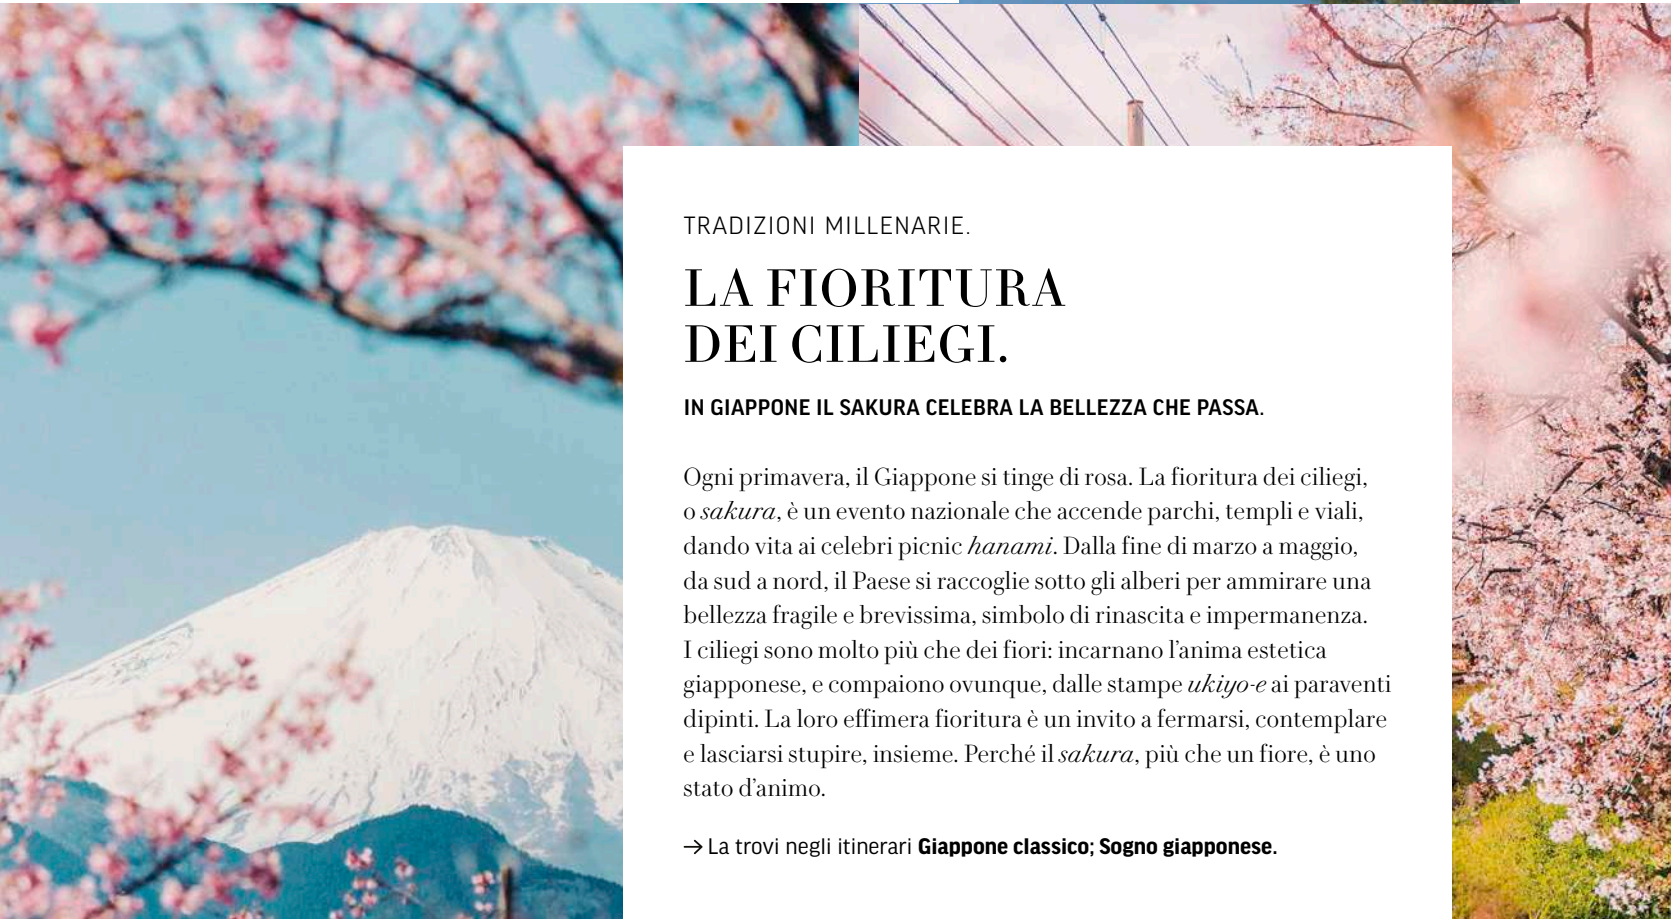 TRADIZIONI MILLENARIE.
LA FIORITURA
DEI CILIEGI.
IN GIAPPONE IL SAKURA CELEBRA LA BELLEZZA CHE PASSA.
Ogni primavera, il Giappone si tinge di rosa. La fioritura dei ciliegi,
o sakura, è un evento nazionale che accende parchi, templi e viali,
dando vita ai celebri picnic hanami. Dalla fine di marzo a maggio,
da sud a nord, il Paese si raccoglie sotto gli alberi per ammirare una
bellezza fragile e brevissima, simbolo di rinascita e impermanenza.
I ciliegi sono molto più che dei fiori: incarnano l’anima estetica
giapponese, e compaiono ovunque, dalle stampe ukiyo-e ai paraventi
dipinti. La loro effimera fioritura è un invito a fermarsi, contemplare
e lasciarsi stupire, insieme. Perché il sakura, più che un fiore, è uno
stato d’animo.
→ La trovi negli itinerari Giappone classico; Sogno giapponese.